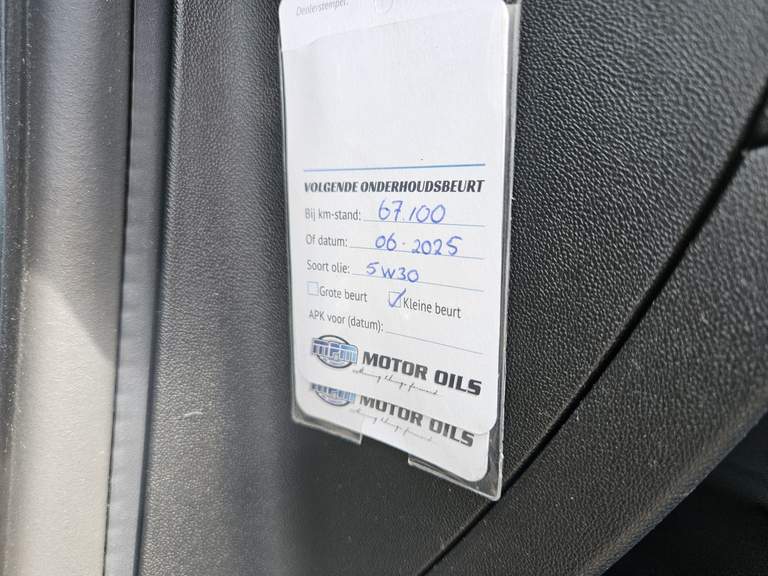 Dealerstempel:
VOLGENDE ONDERHOUDSBEURT
Bij km-stand: 67.100
Of datum: 06-2025
Soort olie: 5W30
Grote beurt Kleine beurt
APK voor (datum):
MPM MOTOR OILS
MOTOR OILS